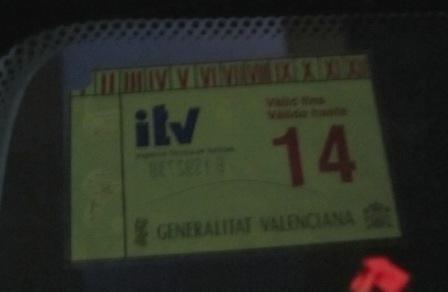 II III IV V VI VII VIII IX X XI XII
Vàlid fins
Válido hasta
itv
14
GENERALITAT VALENCIANA